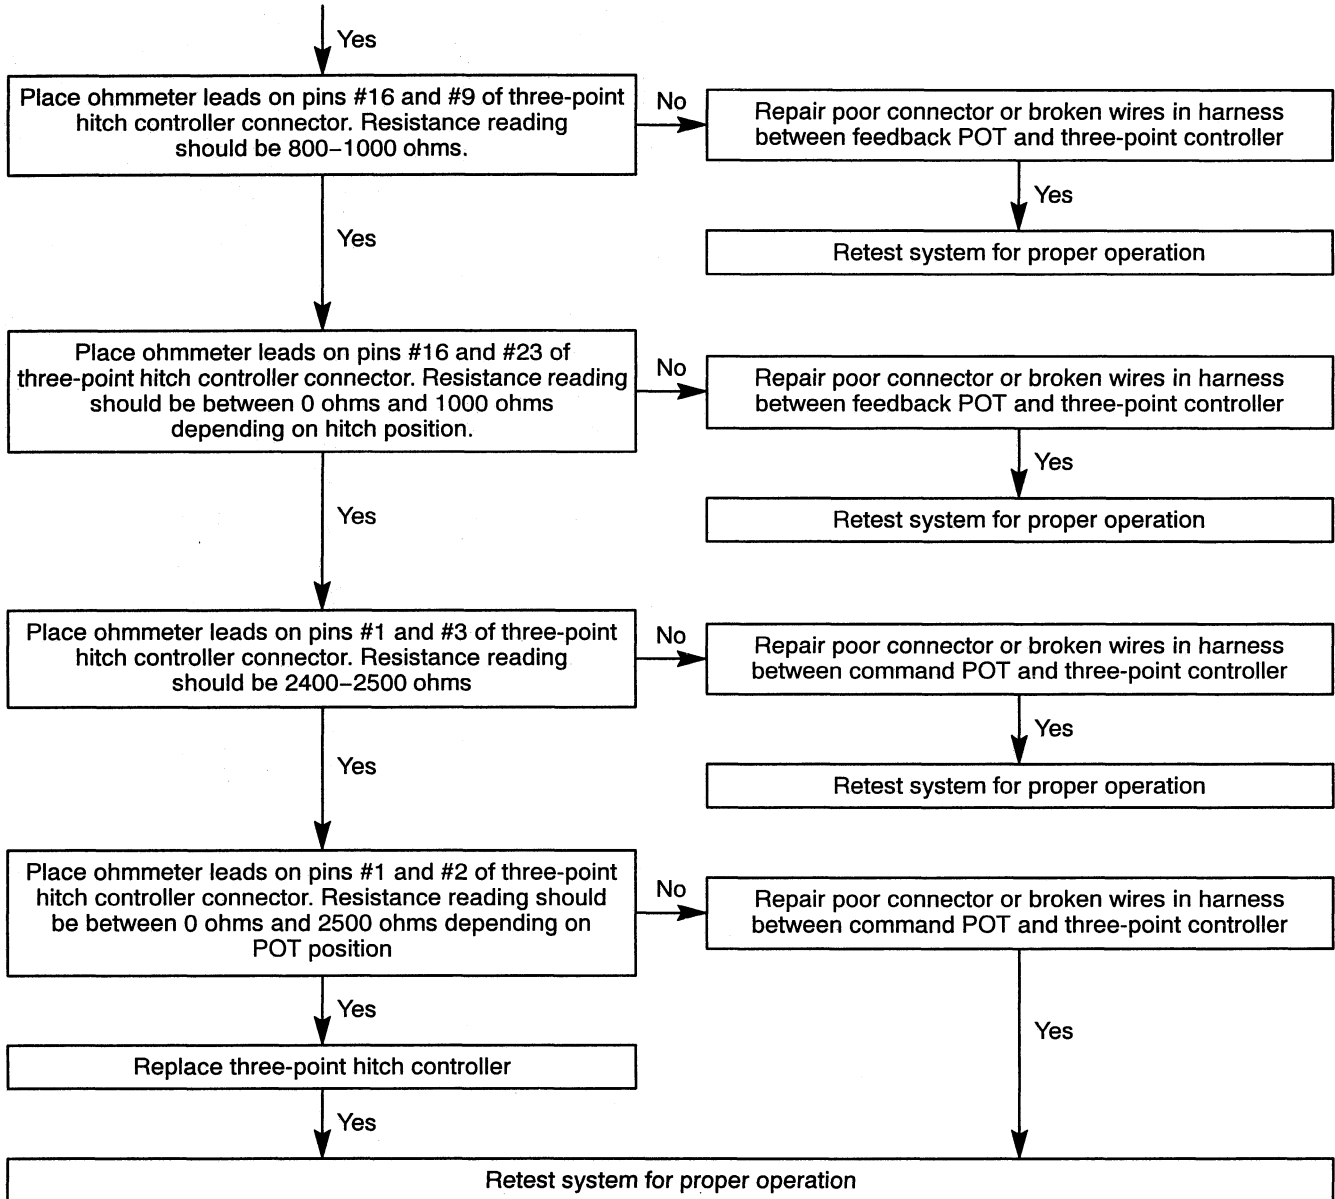 Yes
Place ohmmeter leads on pins #16 and #9 of three-point
hitch controller connector. Resistance reading
should be 800–1000 ohms.
No
Repair poor connector or broken wires in harness
between feedback POT and three-point controller
Yes
Retest system for proper operation
Yes
Place ohmmeter leads on pins #16 and #23 of
three-point hitch controller connector. Resistance reading
should be between 0 ohms and 1000 ohms
depending on hitch position.
No
Repair poor connector or broken wires in harness
between feedback POT and three-point controller
Yes
Retest system for proper operation
Yes
Place ohmmeter leads on pins #1 and #3 of three-point
hitch controller connector. Resistance reading
should be 2400–2500 ohms
No
Repair poor connector or broken wires in harness
between command POT and three-point controller
Yes
Retest system for proper operation
Yes
Place ohmmeter leads on pins #1 and #2 of three-point
hitch controller connector. Resistance reading should
be between 0 ohms and 2500 ohms depending on
POT position
No
Repair poor connector or broken wires in harness
between command POT and three-point controller
Yes
Yes
Replace three-point hitch controller
Yes
Retest system for proper operation